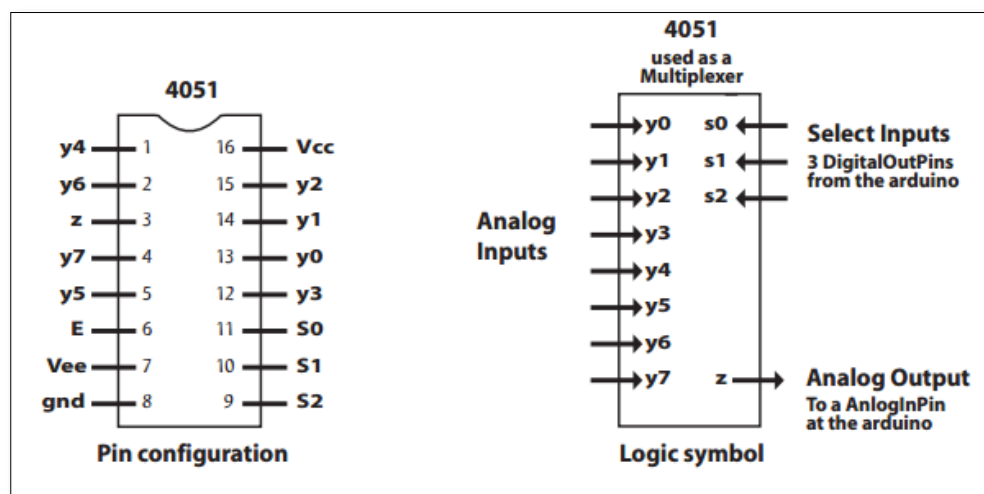 4051
y4 1 16 Vcc
y6 2 15 y2
z 3 14 y1
y7 4 13 y0
y5 5 12 y3
E 6 11 S0
Vee 7 10 S1
gnd 8 9 S2
Pin configuration
4051
used as a
Multiplexer
Analog
Inputs
y0 s0
y1 s1
y2 s2
y3
y4
y5
y6
y7 z
Select Inputs
3 DigitalOutPins
from the arduino
Analog Output
To a AnlogInPin
at the arduino
Logic symbol